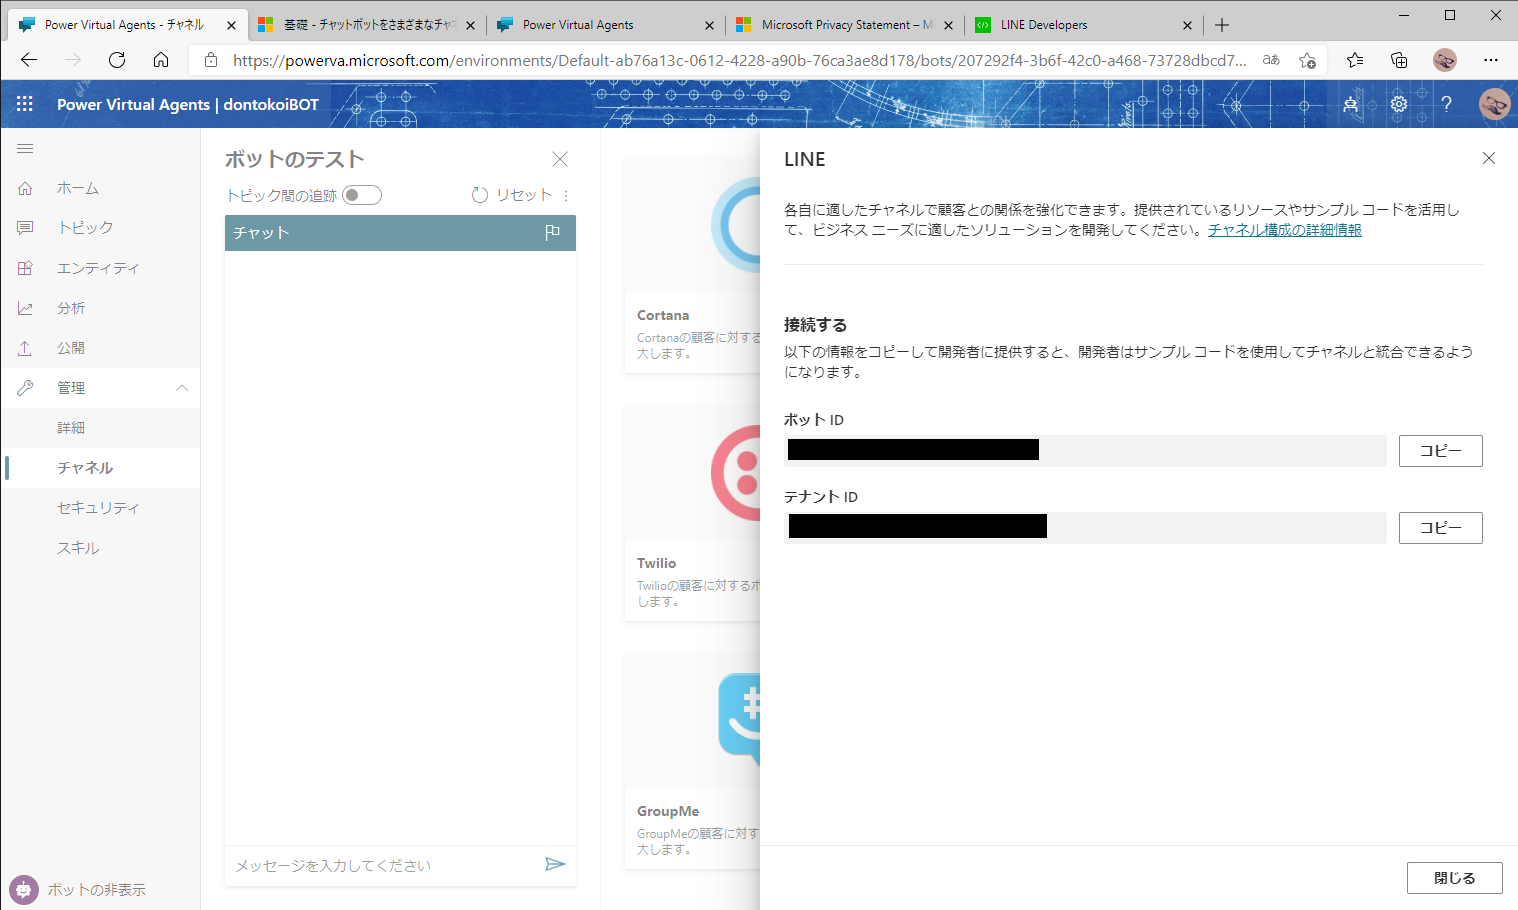 Power Virtual Agents - チャネル
基礎 - チャットボットをさまざまなチャネ
Power Virtual Agents
Microsoft Privacy Statement – M
LINE Developers
https://powerva.microsoft.com/environments/Default-ab76a13c-0612-4228-a90b-76ca3ae8d178/bots/207292f4-3b6f-42c0-a468-73728dbcd7...
Power Virtual Agents | dontokoiBOT
ホーム
トピック
エンティティ
分析
公開
管理
詳細
チャネル
セキュリティ
スキル
ボットの非表示
ボットのテスト
トピック間の追跡
リセット
チャット
メッセージを入力してください
Cortana
Cortanaの顧客に対する
大します。
Twilio
Twilioの顧客に対するボ
します。
GroupMe
GroupMeの顧客に対す
大します。
LINE
各自に適したチャネルで顧客との関係を強化できます。提供されているリソースやサンプル コードを活用し
て、ビジネス ニーズに適したソリューションを開発してください。チャネル構成の詳細情報
接続する
以下の情報をコピーして開発者に提供すると、開発者はサンプル コードを使用してチャネルと統合できるよう
になります。
ボット ID
コピー
テナント ID
コピー
閉じる